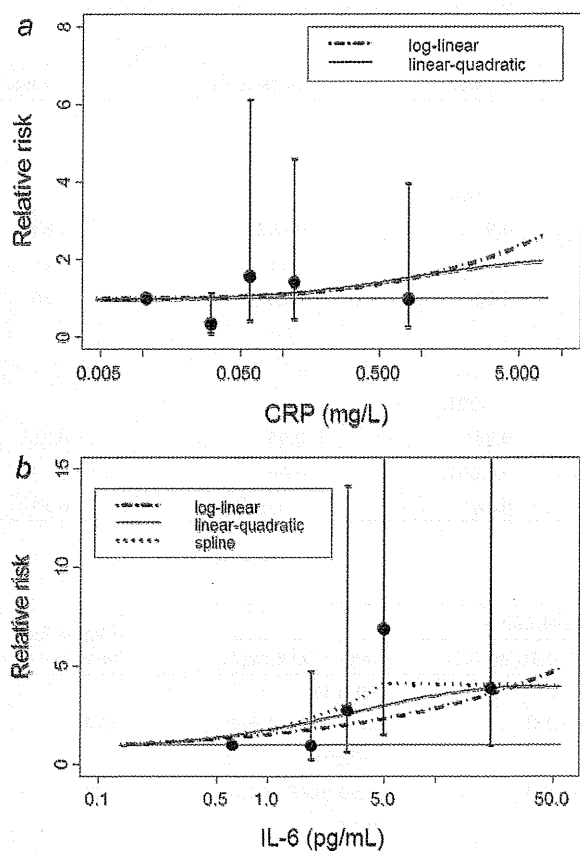 a
8
6
4
2
0
Relative risk
log-linear
linear-quadratic
0.005
0.050
0.500
5.000
CRP (mg/L)
b
15
10
5
0
Relative risk
log-linear
linear-quadratic
spline
0.1
0.5
1.0
5.0
50.0
IL-6 (pg/mL)